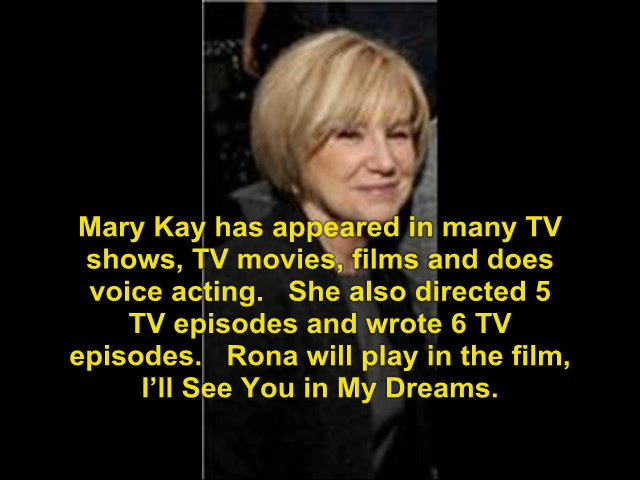 Mary Kay has appeared in many TV
shows, TV movies, films and does
voice acting.   She also directed 5
TV episodes and wrote 6 TV
episodes.   Rona will play in the film,
I’ll See You in My Dreams.